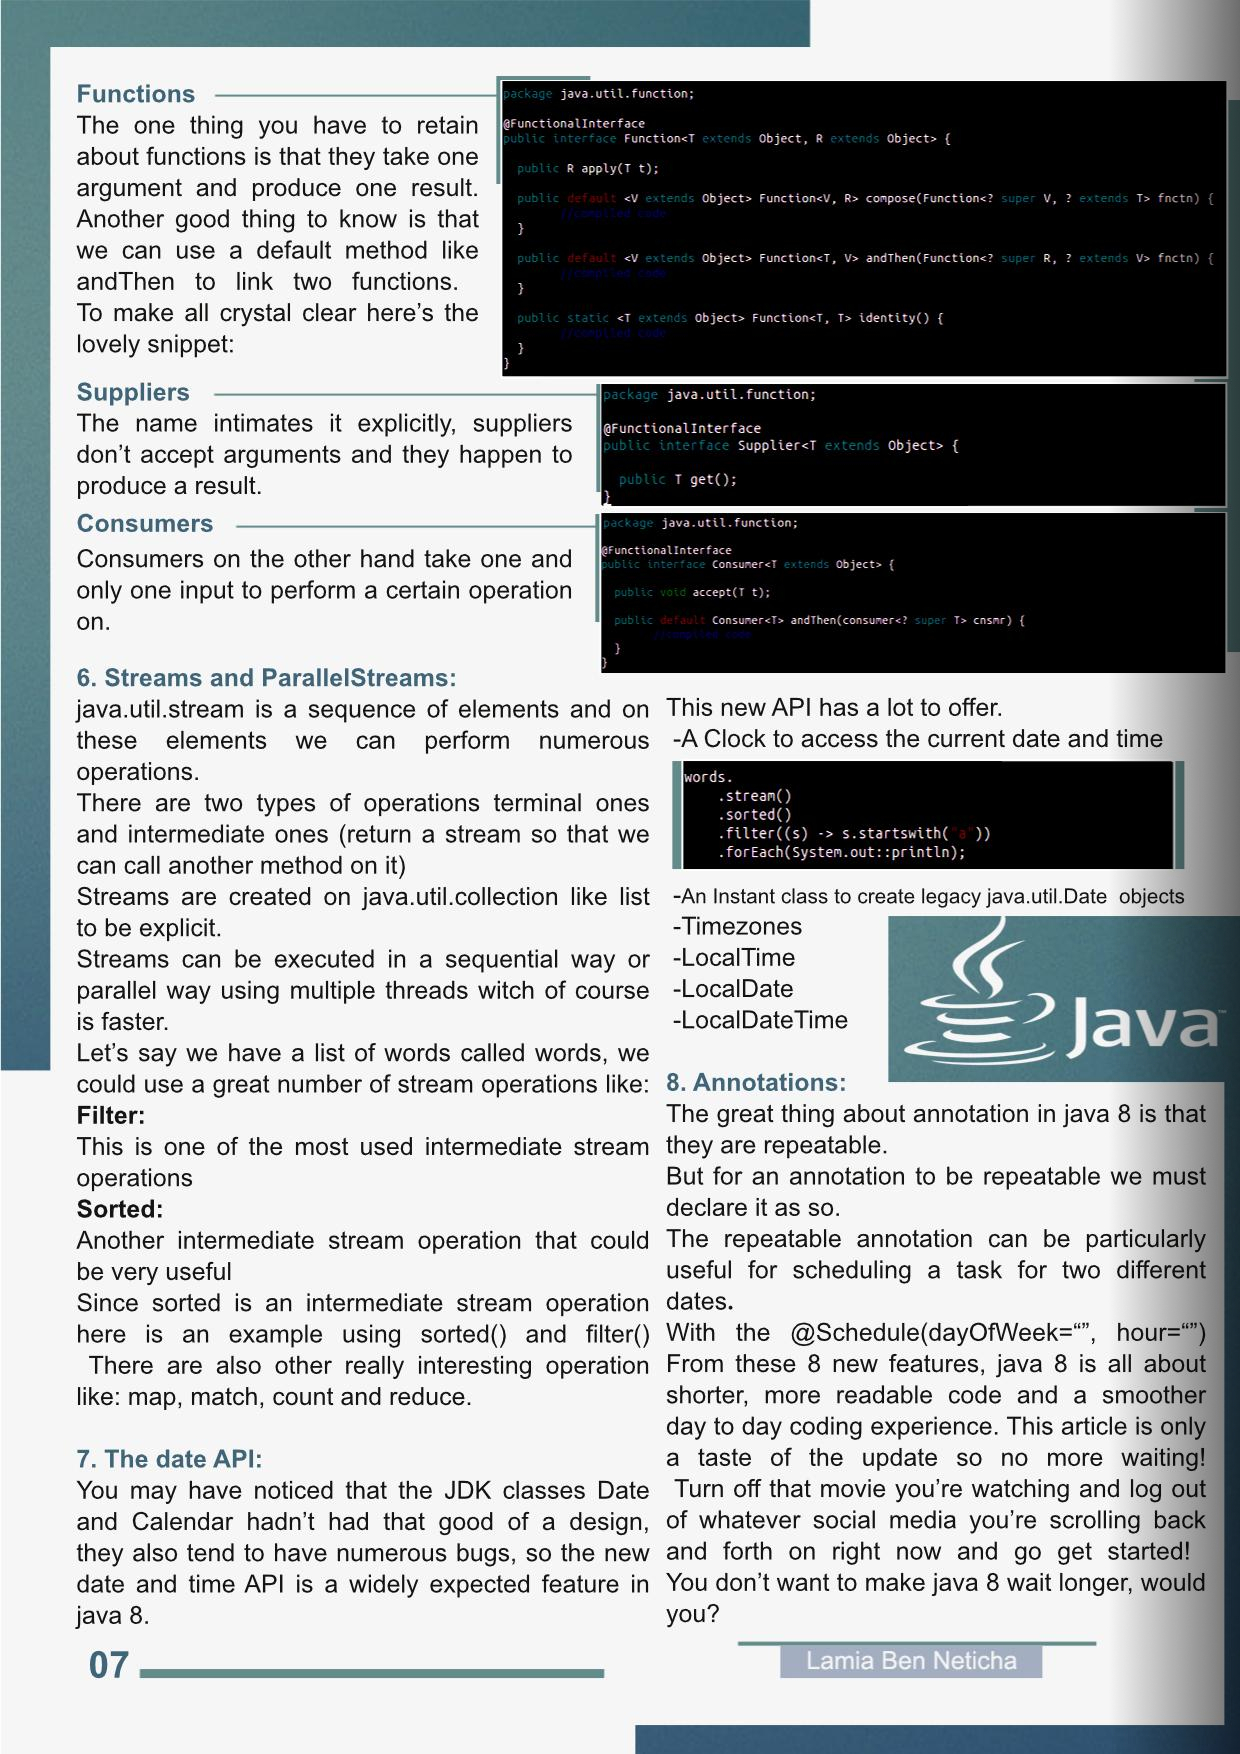 Functions
The one thing you have to retain
about functions is that they take one
argument and produce one result.
Another good thing to know is that
we can use a default method like
andThen to link two functions.
To make all crystal clear here’s the
lovely snippet:
package java.util.function;
@FunctionalInterface
public interface Function<T extends Object, R extends Object> {
public R apply(T t);
public default <V extends Object> Function<V, R> compose(Function<? super V, ? extends T> fnctn) {
//compiled code
}
public default <V extends Object> Function<T, V> andThen(Function<? super R, ? extends V> fnctn) {
//compiled code
}
public static <T extends Object> Function<T, T> identity() {
//compiled code
}
}
Suppliers
The name intimates it explicitly, suppliers
don’t accept arguments and they happen to
produce a result.
package java.util.function;
@FunctionalInterface
public interface Supplier<T extends Object> {
public T get();
}
Consumers
Consumers on the other hand take one and
only one input to perform a certain operation
on.
package java.util.function;
@FunctionalInterface
public interface Consumer<T extends Object> {
public void accept(T t);
public default Consumer<T> andThen(consumer<? super T> cnsmr) {
//compiled code
}
}
6. Streams and ParallelStreams:
java.util.stream is a sequence of elements and on
these elements we can perform numerous
operations.
There are two types of operations terminal ones
and intermediate ones (return a stream so that we
can call another method on it)
Streams are created on java.util.collection like list
to be explicit.
Streams can be executed in a sequential way or
parallel way using multiple threads witch of course
is faster.
Let’s say we have a list of words called words, we
could use a great number of stream operations like:
Filter:
This is one of the most used intermediate stream
operations
Sorted:
Another intermediate stream operation that could
be very useful
Since sorted is an intermediate stream operation
here is an example using sorted() and filter()
There are also other really interesting operation
like: map, match, count and reduce.
7. The date API:
You may have noticed that the JDK classes Date
and Calendar hadn’t had that good of a design,
they also tend to have numerous bugs, so the new
date and time API is a widely expected feature in
java 8.
This new API has a lot to offer.
-A Clock to access the current date and time
words.
.stream()
.sorted()
.filter((s) -> s.startswith("a"))
.forEach(System.out::println);
-An Instant class to create legacy java.util.Date objects
-Timezones
-LocalTime
-LocalDate
-LocalDateTime
Java™
8. Annotations:
The great thing about annotation in java 8 is that
they are repeatable.
But for an annotation to be repeatable we must
declare it as so.
The repeatable annotation can be particularly
useful for scheduling a task for two different
dates.
With the @Schedule(dayOfWeek=“”, hour=“”)
From these 8 new features, java 8 is all about
shorter, more readable code and a smoother
day to day coding experience. This article is only
a taste of the update so no more waiting!
Turn off that movie you’re watching and log out
of whatever social media you’re scrolling back
and forth on right now and go get started!
You don’t want to make java 8 wait longer, would
you?
07
Lamia Ben Neticha